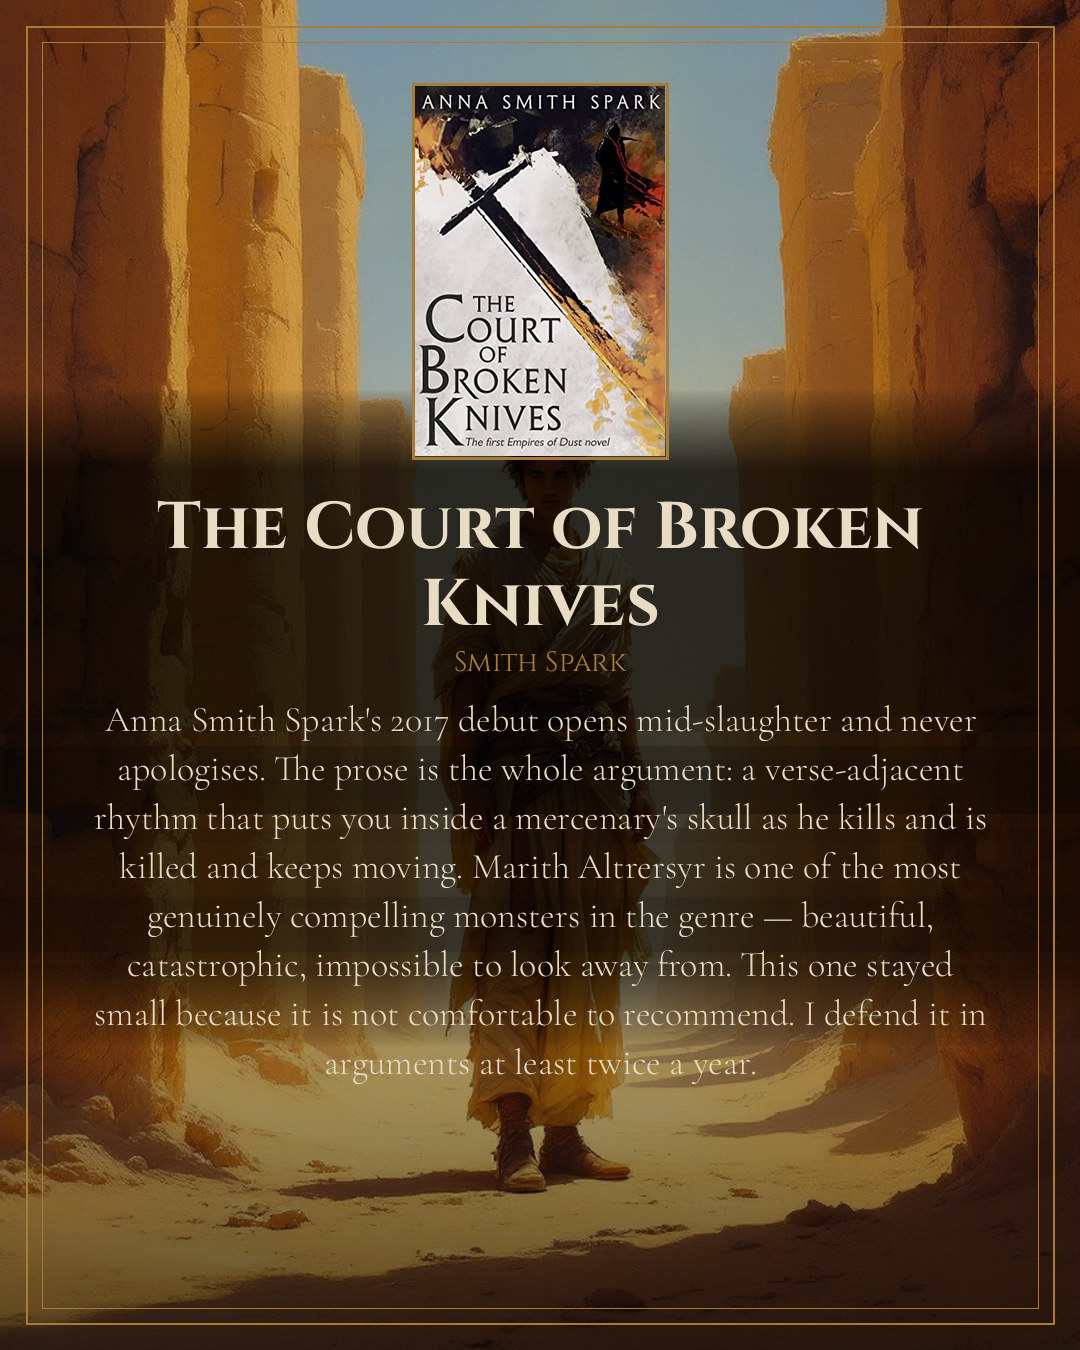 ANNA SMITH SPARK
THE
COURT
OF
BROKEN
KNIVES
The first Empires of Dust novel
THE COURT OF BROKEN
KNIVES
SMITH SPARK
Anna Smith Spark's 2017 debut opens mid-slaughter and never
apologises. The prose is the whole argument: a verse-adjacent
rhythm that puts you inside a mercenary's skull as he kills and is
killed and keeps moving. Marith Altrersyr is one of the most
genuinely compelling monsters in the genre — beautiful,
catastrophic, impossible to look away from. This one stayed
small because it is not comfortable to recommend. I defend it in
arguments at least twice a year.